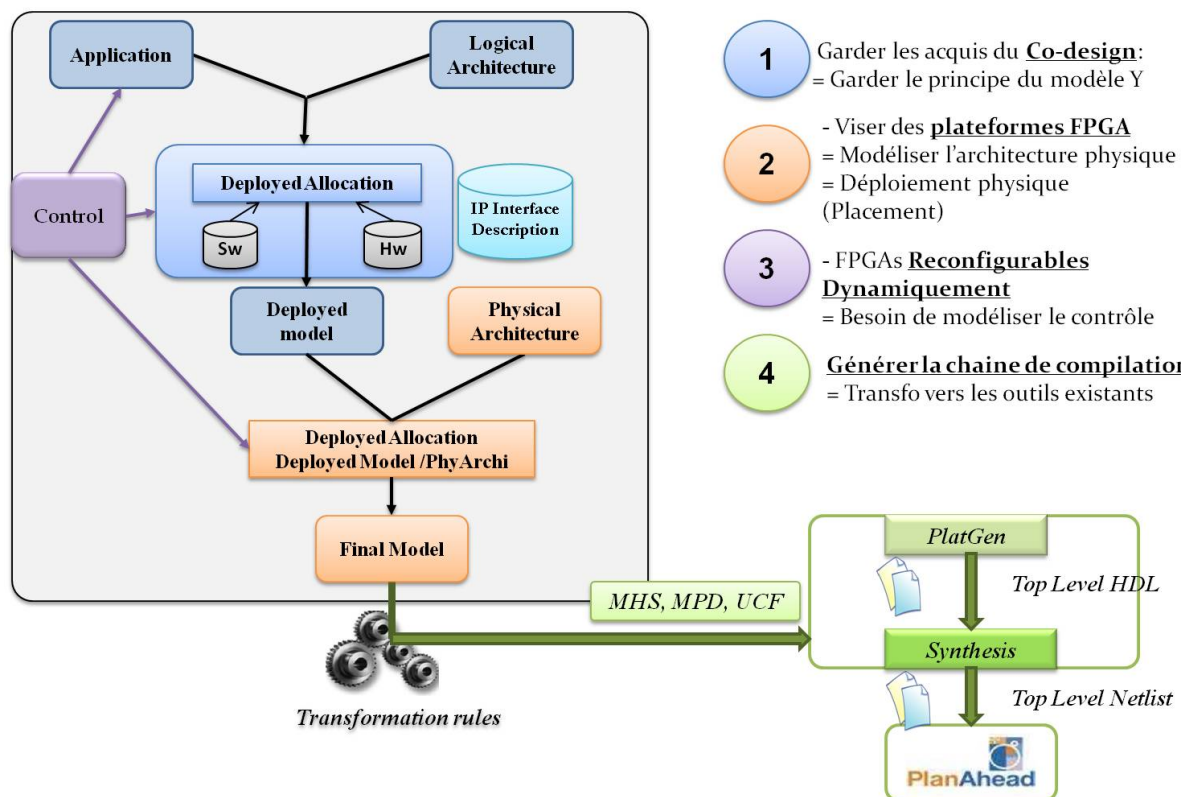 Application
Logical
Architecture
Control
Deployed Allocation
Sw
Hw
IP Interface
Description
Deployed
model
Physical
Architecture
Deployed Allocation
Deployed Model /PhyArchi
Final Model
Transformation rules
1
Garder les acquis du Co-design:
= Garder le principe du modèle Y
2
- Viser des plateformes FPGA
= Modéliser l'architecture physique
= Déploiement physique
(Placement)
3
- FPGAs Reconfigurables
Dynamiquement
= Besoin de modéliser le contrôle
4
Générer la chaine de compilation
= Transfo vers les outils existants
MHS, MPD, UCF
PlatGen
Top Level HDL
Synthesis
Top Level Netlist
PlanAhead